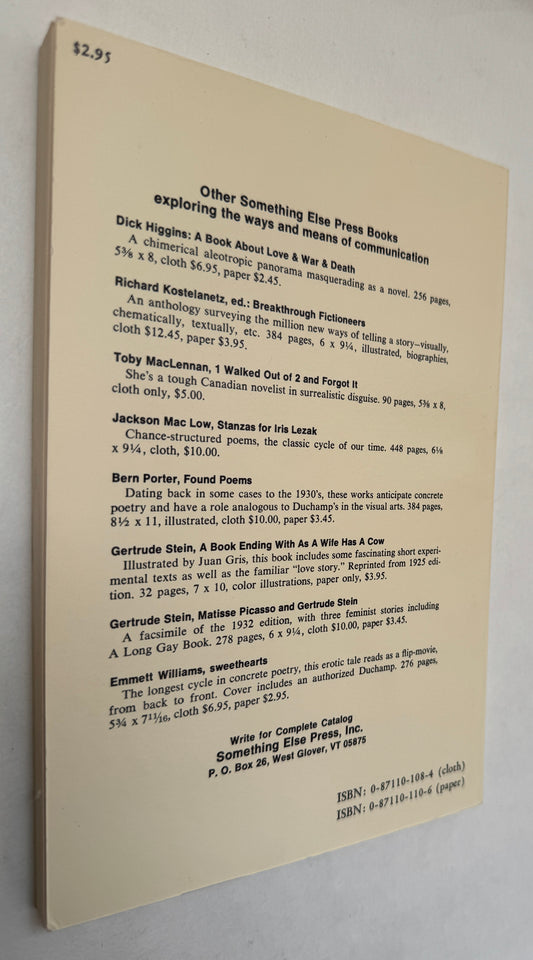 $2.95
Other Something Else Press Books
exploring the ways and means of communication
Dick Higgins: A Book About Love & War & Death
A chimerical aleotropic panorama masquerading as a novel. 256 pages,
5⅜ x 8, cloth $6.95, paper $2.45.
Richard Kostelanetz, ed.: Breakthrough Fictioneers
An anthology surveying the million new ways of telling a story—visually,
chematically, textually, etc. 384 pages, 6 x 9¼, illustrated, biographies,
cloth $12.45, paper $3.95.
Toby MacLennan, 1 Walked Out of 2 and Forgot It
She's a tough Canadian novelist in surrealistic disguise. 90 pages, 5⅜ x 8,
cloth only, $5.00.
Jackson Mac Low, Stanzas for Iris Lezak
Chance-structured poems, the classic cycle of our time. 448 pages, 6⅛
x 9¼, cloth, $10.00.
Bern Porter, Found Poems
Dating back in some cases to the 1930's, these works anticipate concrete
poetry and have a role analogous to Duchamp's in the visual arts. 384 pages,
8½ x 11, illustrated, cloth $10.00, paper $3.45.
Gertrude Stein, A Book Ending With As A Wife Has A Cow
Illustrated by Juan Gris, this book includes some fascinating short experi-
mental texts as well as the familiar "love story." Reprinted from 1925 edi-
tion. 32 pages, 7 x 10, color illustrations, paper only, $3.95.
Gertrude Stein, Matisse Picasso and Gertrude Stein
A facsimile of the 1932 edition, with three feminist stories including
A Long Gay Book. 278 pages, 6 x 9¼, cloth $10.00, paper $3.45.
Emmett Williams, sweethearts
The longest cycle in concrete poetry, this erotic tale reads as a flip-movie,
from back to front. Cover includes an authorized Duchamp. 276 pages,
5¾ x 7¹¹⁄₁₆, cloth $6.95, paper $2.95.
Write for Complete Catalog
Something Else Press, Inc.
P. O. Box 26, West Glover, VT 05875
ISBN: 0-87110-108-4 (cloth)
ISBN: 0-87110-110-6 (paper)